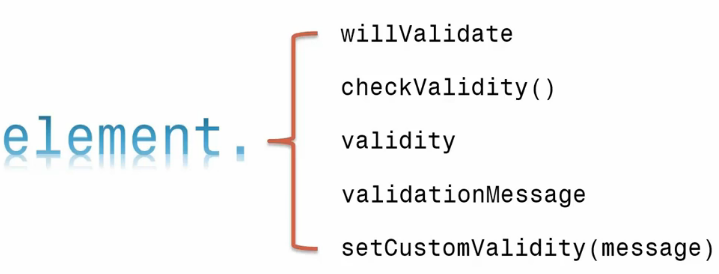 element.
willValidate
checkValidity()
validity
validationMessage
setCustomValidity(message)